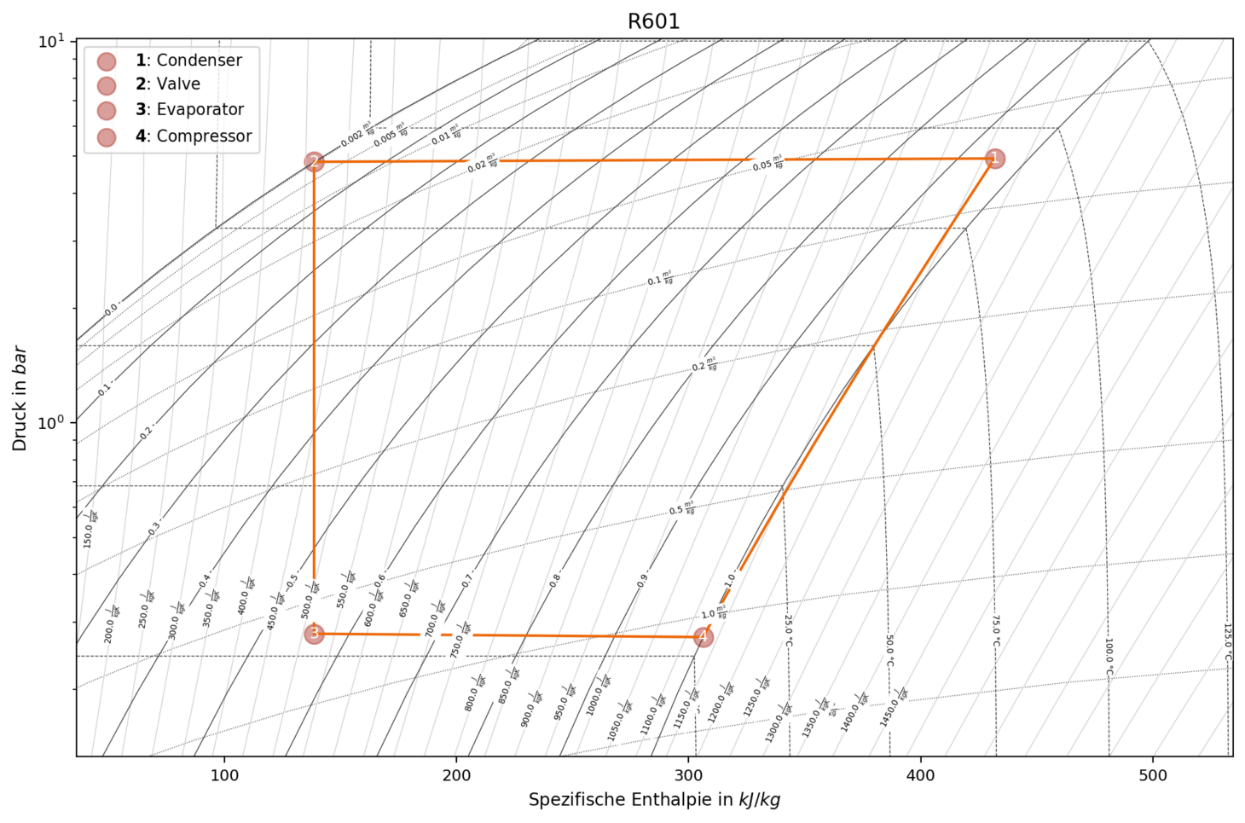 R601
10¹
1: Condenser
2: Valve
3: Evaporator
4: Compressor
0.002 m³/kg
0.005 m³/kg
0.01 m³/kg
0.02 m³/kg
0.05 m³/kg
2
1
0.1 m³/kg
0.0
0.2 m³/kg
0.1
10⁰
0.2
0.5 m³/kg
150.0 J/kgK
0.3
0.4
0.5
0.6
0.7
0.8
0.9
1.0
200.0 J/kgK
250.0 J/kgK
300.0 J/kgK
350.0 J/kgK
400.0 J/kgK
450.0 J/kgK
500.0 J/kgK
550.0 J/kgK
600.0 J/kgK
650.0 J/kgK
700.0 J/kgK
750.0 J/kgK
1.0 m³/kg
3
4
25.0 °C
50.0 °C
75.0 °C
100.0 °C
125.0 °C
800.0 J/kgK
850.0 J/kgK
900.0 J/kgK
950.0 J/kgK
1000.0 J/kgK
1050.0 J/kgK
1100.0 J/kgK
1150.0 J/kgK
1200.0 J/kgK
1250.0 J/kgK
1300.0 J/kgK
1350.0 J/kgK
1400.0 J/kgK
1450.0 J/kgK
Druck in bar
100
200
300
400
500
Spezifische Enthalpie in kJ/kg